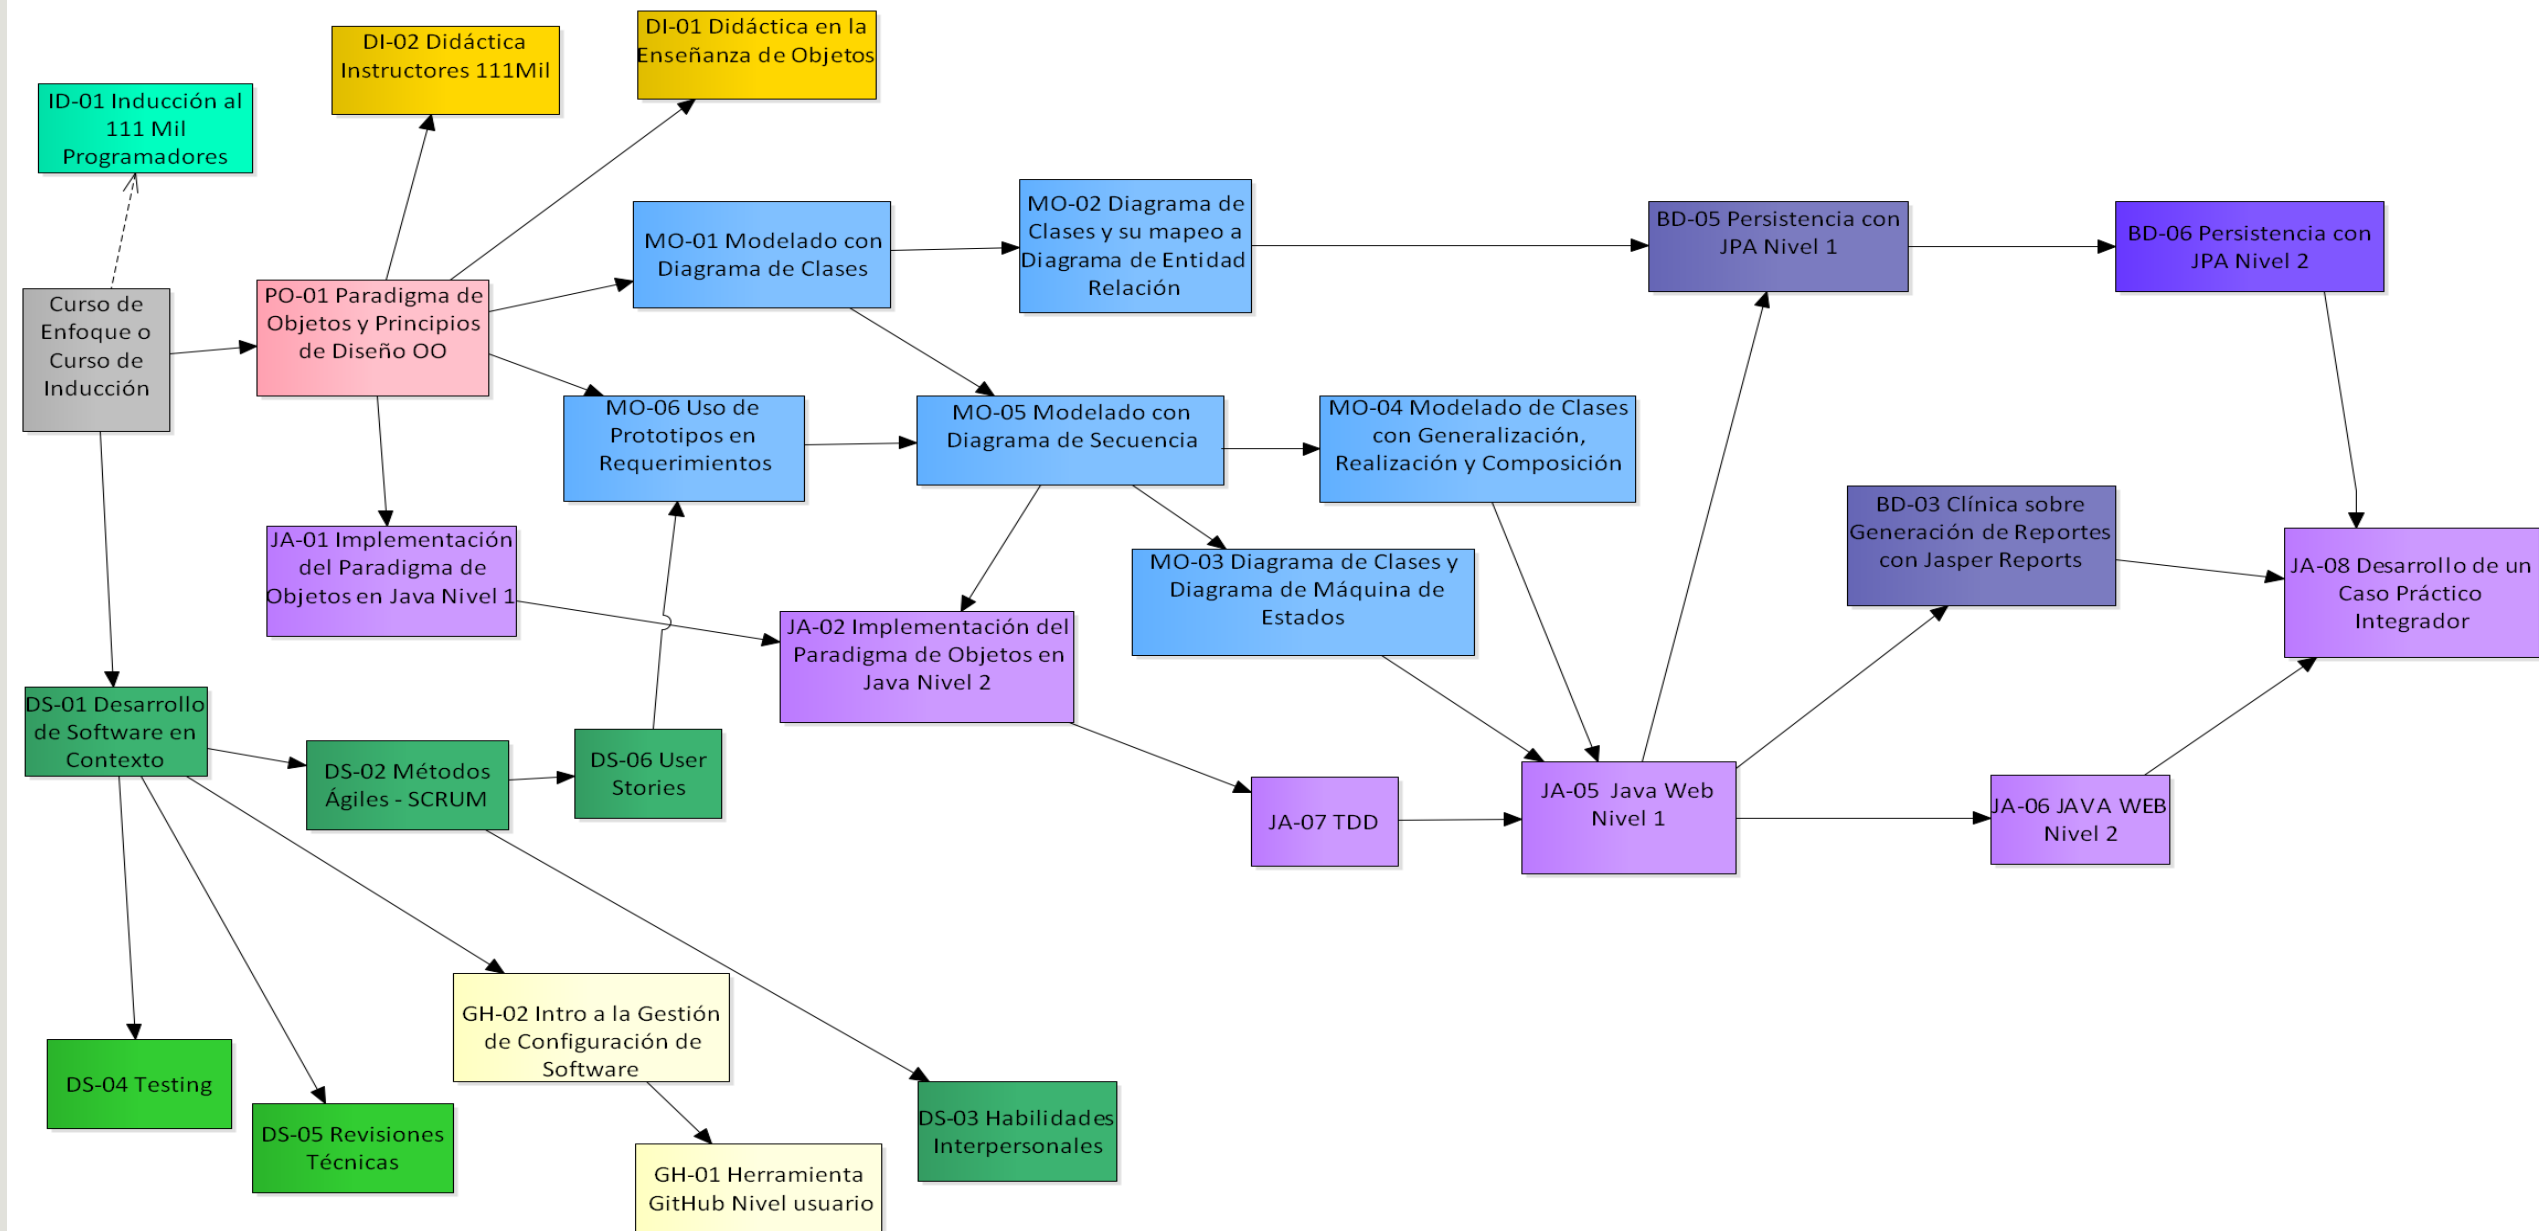 DI-02 Didáctica
Instructores 111Mil
DI-01 Didáctica en la
Enseñanza de Objetos
ID-01 Inducción al
111 Mil
Programadores
MO-01 Modelado con
Diagrama de Clases
MO-02 Diagrama de
Clases y su mapeo a
Diagrama de Entidad
Relación
BD-05 Persistencia con
JPA Nivel 1
BD-06 Persistencia con
JPA Nivel 2
Curso de
Enfoque o
Curso de
Inducción
PO-01 Paradigma de
Objetos y Principios
de Diseño OO
MO-06 Uso de
Prototipos en
Requerimientos
MO-05 Modelado con
Diagrama de Secuencia
MO-04 Modelado de Clases
con Generalización,
Realización y Composición
JA-01 Implementación
del Paradigma de
Objetos en Java Nivel 1
MO-03 Diagrama de Clases y
Diagrama de Máquina de
Estados
BD-03 Clínica sobre
Generación de Reportes
con Jasper Reports
JA-08 Desarrollo de un
Caso Práctico
Integrador
JA-02 Implementación del
Paradigma de Objetos en
Java Nivel 2
DS-01 Desarrollo
de Software en
Contexto
DS-02 Métodos
Ágiles - SCRUM
DS-06 User
Stories
JA-07 TDD
JA-05 Java Web
Nivel 1
JA-06 JAVA WEB
Nivel 2
GH-02 Intro a la Gestión
de Configuración de
Software
DS-04 Testing
DS-05 Revisiones
Técnicas
DS-03 Habilidades
Interpersonales
GH-01 Herramienta
GitHub Nivel usuario